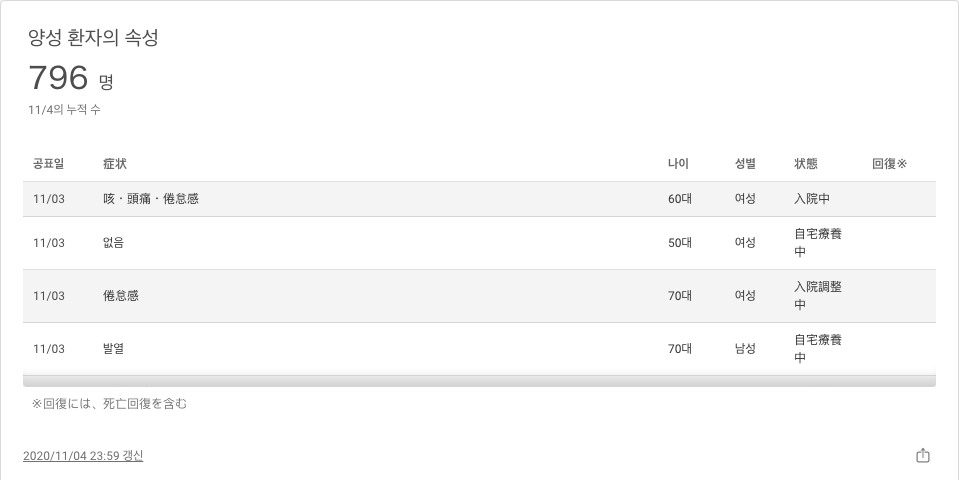 양성 환자의 속성
796 명
11/4의 누적 수
공표일 症状 나이 성별 状態 回復※
11/03 咳・頭痛・倦怠感 60대 여성 入院中
11/03 없음 50대 여성 自宅療養
中
11/03 倦怠感 70대 여성 入院調整
中
11/03 발열 70대 남성 自宅療養
中
※回復には、死亡回復を含む
2020/11/04 23:59 갱신